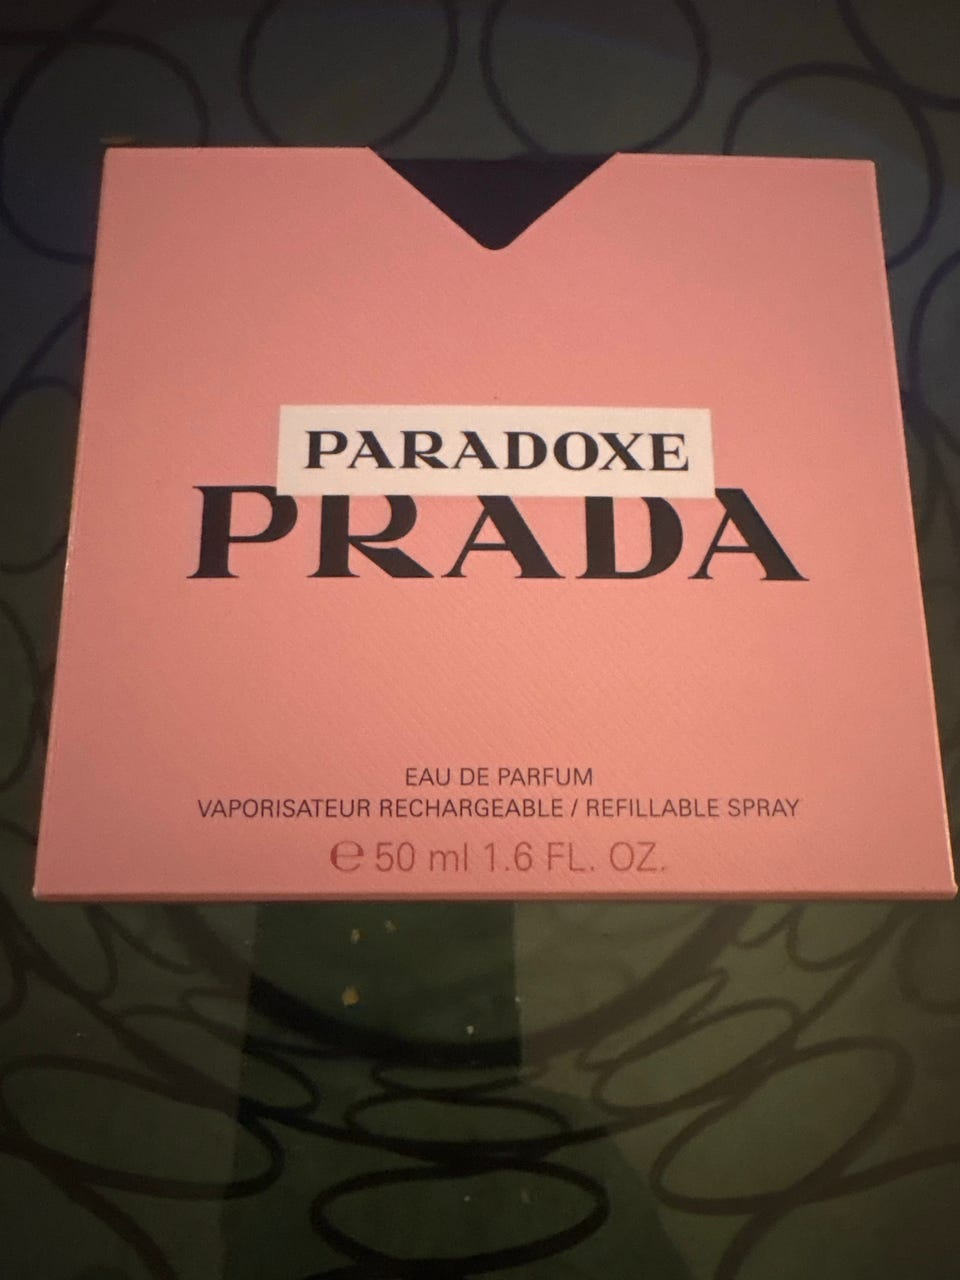 PARADOXE
PRADA
EAU DE PARFUM
VAPORISATEUR RECHARGEABLE / REFILLABLE SPRAY
℮ 50 ml 1.6 FL. OZ.